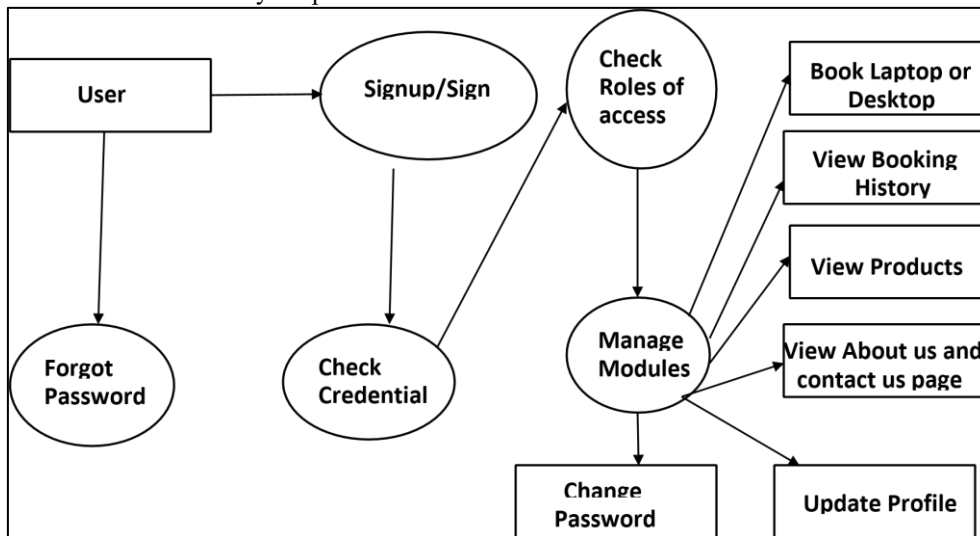 User
Signup/Sign
Check
Roles of
access
Book Laptop or
Desktop
View Booking
History
View Products
Forgot
Password
Check
Credential
Manage
Modules
View About us and
contact us page
Change
Password
Update Profile